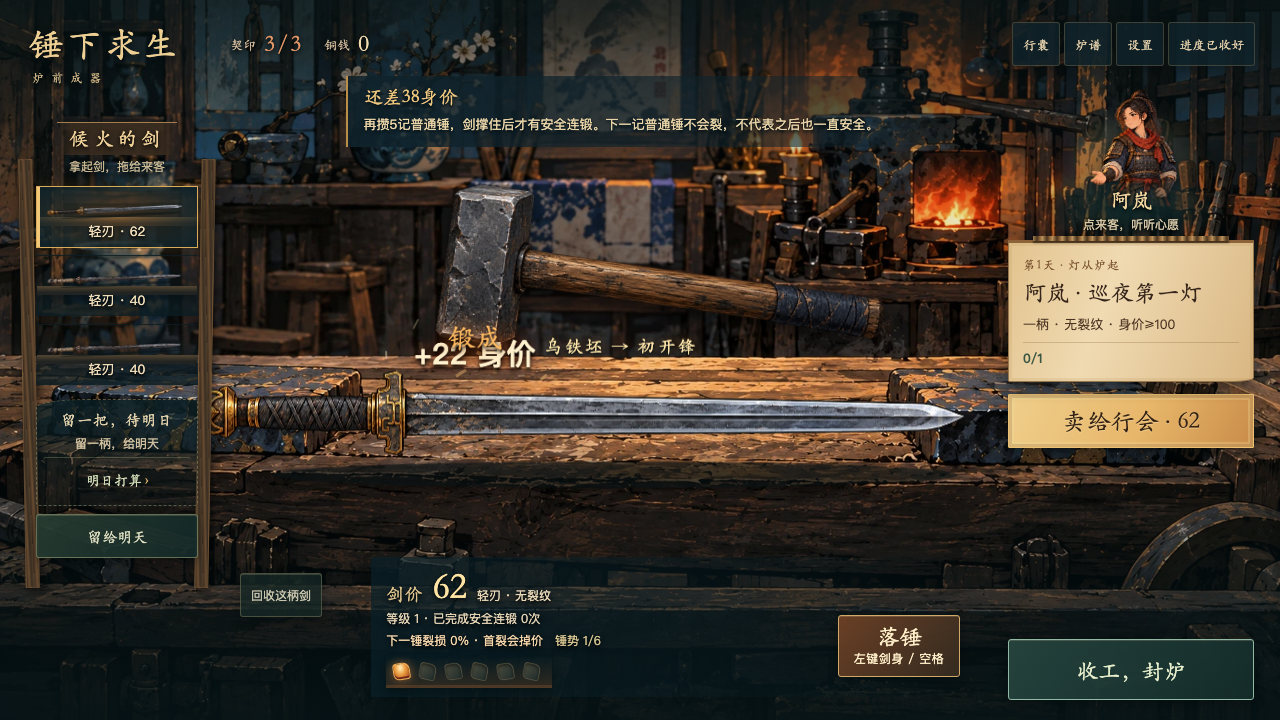 锤下求生
炉前成器
契印 3/3 铜钱 0
行囊
炉谱
设置
进度已收好
还差38身价
再攒5记普通锤，剑撑住后才有安全连锻。下一记普通锤不会裂，不代表之后也一直安全。
候火的剑
拿起剑，拖给来客
轻刃 · 62
轻刃 · 40
轻刃 · 40
留一把，待明日
留一柄，给明天
明日打算 ›
留给明天
锻成
+22 身价
乌铁坯 → 初开锋
阿岚
点来客，听听心愿
第1天 · 灯从炉起
阿岚 · 巡夜第一灯
一柄 · 无裂纹 · 身价≥100
0/1
卖给行会 · 62
回收这柄剑
剑价 62 轻刃 · 无裂纹
等级 1 · 已完成安全连锻 0次
下一锤裂损 0% · 首裂会掉价 锤势 1/6
落锤
左键剑身 / 空格
收工，封炉